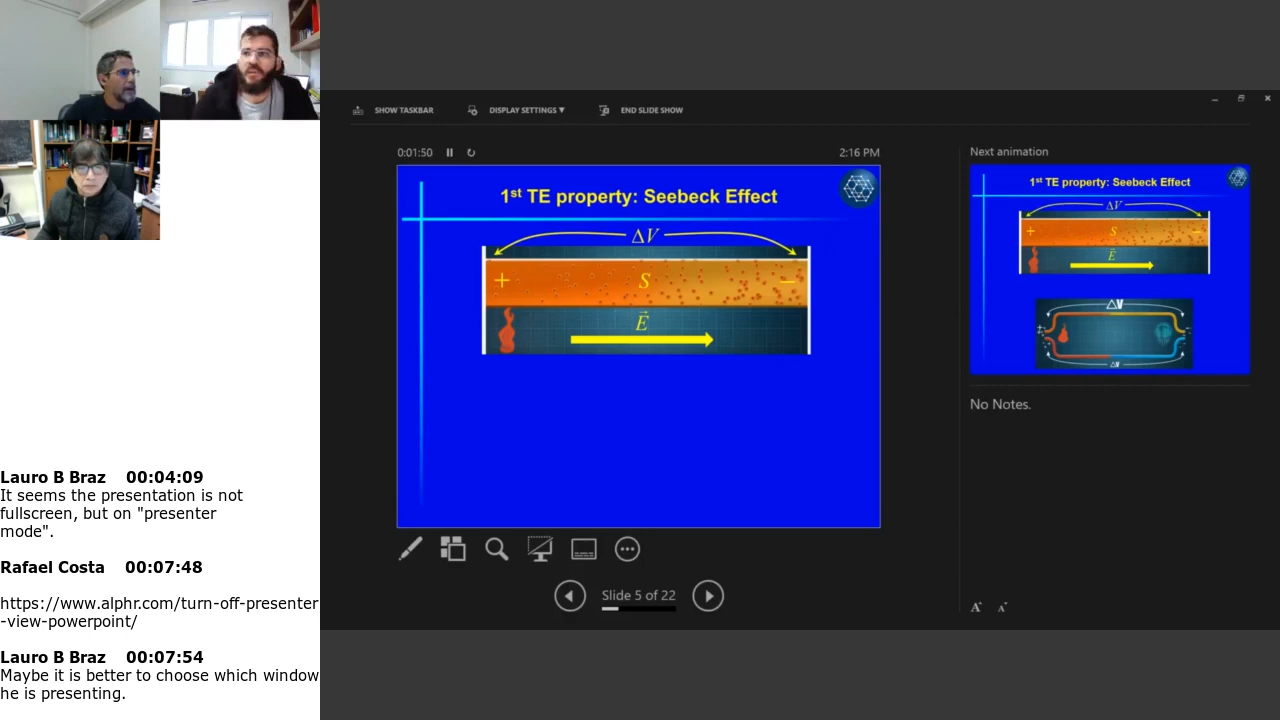 Lauro B Braz 00:04:09
It seems the presentation is not
fullscreen, but on "presenter
mode".
Rafael Costa 00:07:48
https://www.alphr.com/turn-off-presenter
-view-powerpoint/
Lauro B Braz 00:07:54
Maybe it is better to choose which window
he is presenting.
SHOW TASKBAR
DISPLAY SETTINGS ▼
END SLIDE SHOW
0:01:50
2:16 PM
1st TE property: Seebeck Effect
ΔV
+ S −
E
Slide 5 of 22
Next animation
1st TE property: Seebeck Effect
ΔV
+ S −
E
ΔV
ΔV
No Notes.
A A